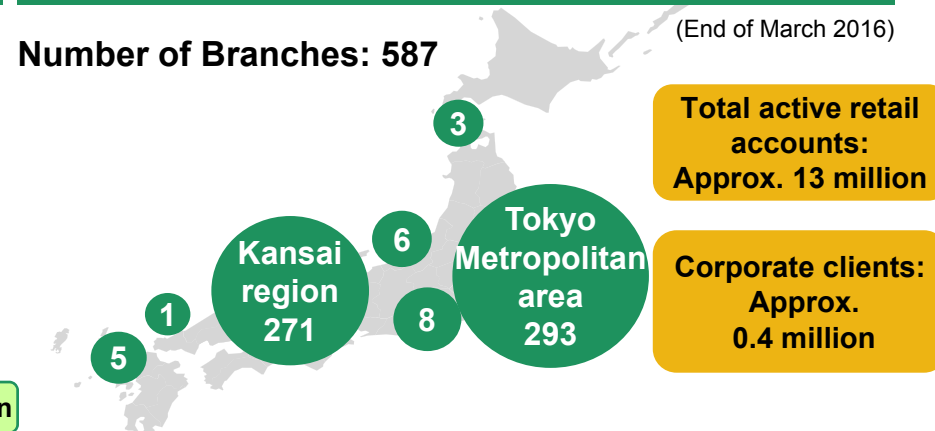 (End of March 2016)
Number of Branches: 587
Total active retail
accounts:
Approx. 13 million
3
Tokyo
Metropolitan
area
293
6
Kansai
region
271
Corporate clients:
Approx.
0.4 million
8
1
5
n